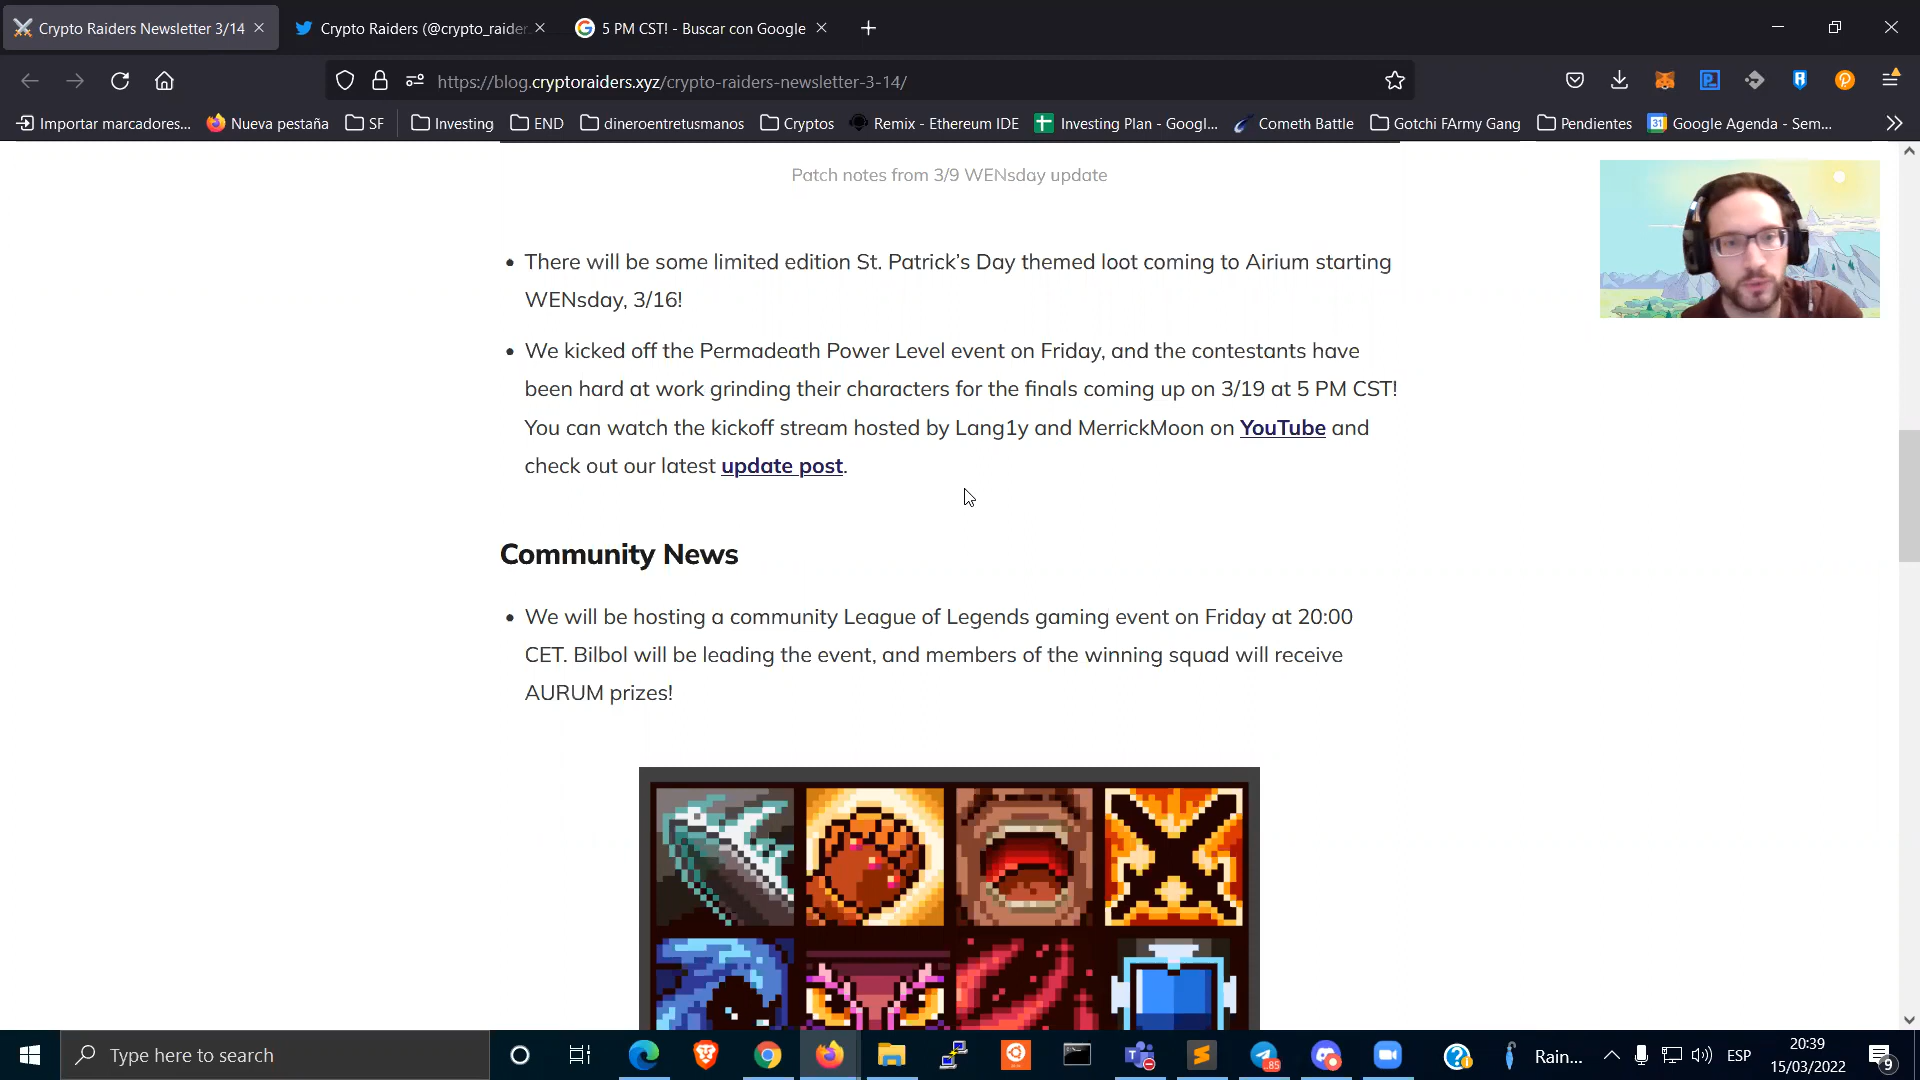 Crypto Raiders Newsletter 3/14
Crypto Raiders (@crypto_raider
5 PM CST! - Buscar con Google
https://blog.cryptoraiders.xyz/crypto-raiders-newsletter-3-14/
Importar marcadores...
Nueva pestaña
SF
Investing
END
dineroentretusmanos
Cryptos
Remix - Ethereum IDE
Investing Plan - Googl...
Cometh Battle
Gotchi FArmy Gang
Pendientes
31
Google Agenda - Sem...
Patch notes from 3/9 WENsday update
• There will be some limited edition St. Patrick’s Day themed loot coming to Airium starting
WENsday, 3/16!
• We kicked off the Permadeath Power Level event on Friday, and the contestants have
been hard at work grinding their characters for the finals coming up on 3/19 at 5 PM CST!
You can watch the kickoff stream hosted by Lang1y and MerrickMoon on YouTube and
check out our latest update post.
Community News
• We will be hosting a community League of Legends gaming event on Friday at 20:00
CET. Bilbol will be leading the event, and members of the winning squad will receive
AURUM prizes!
Type here to search
85
Rain...
ESP
20:39
15/03/2022
9